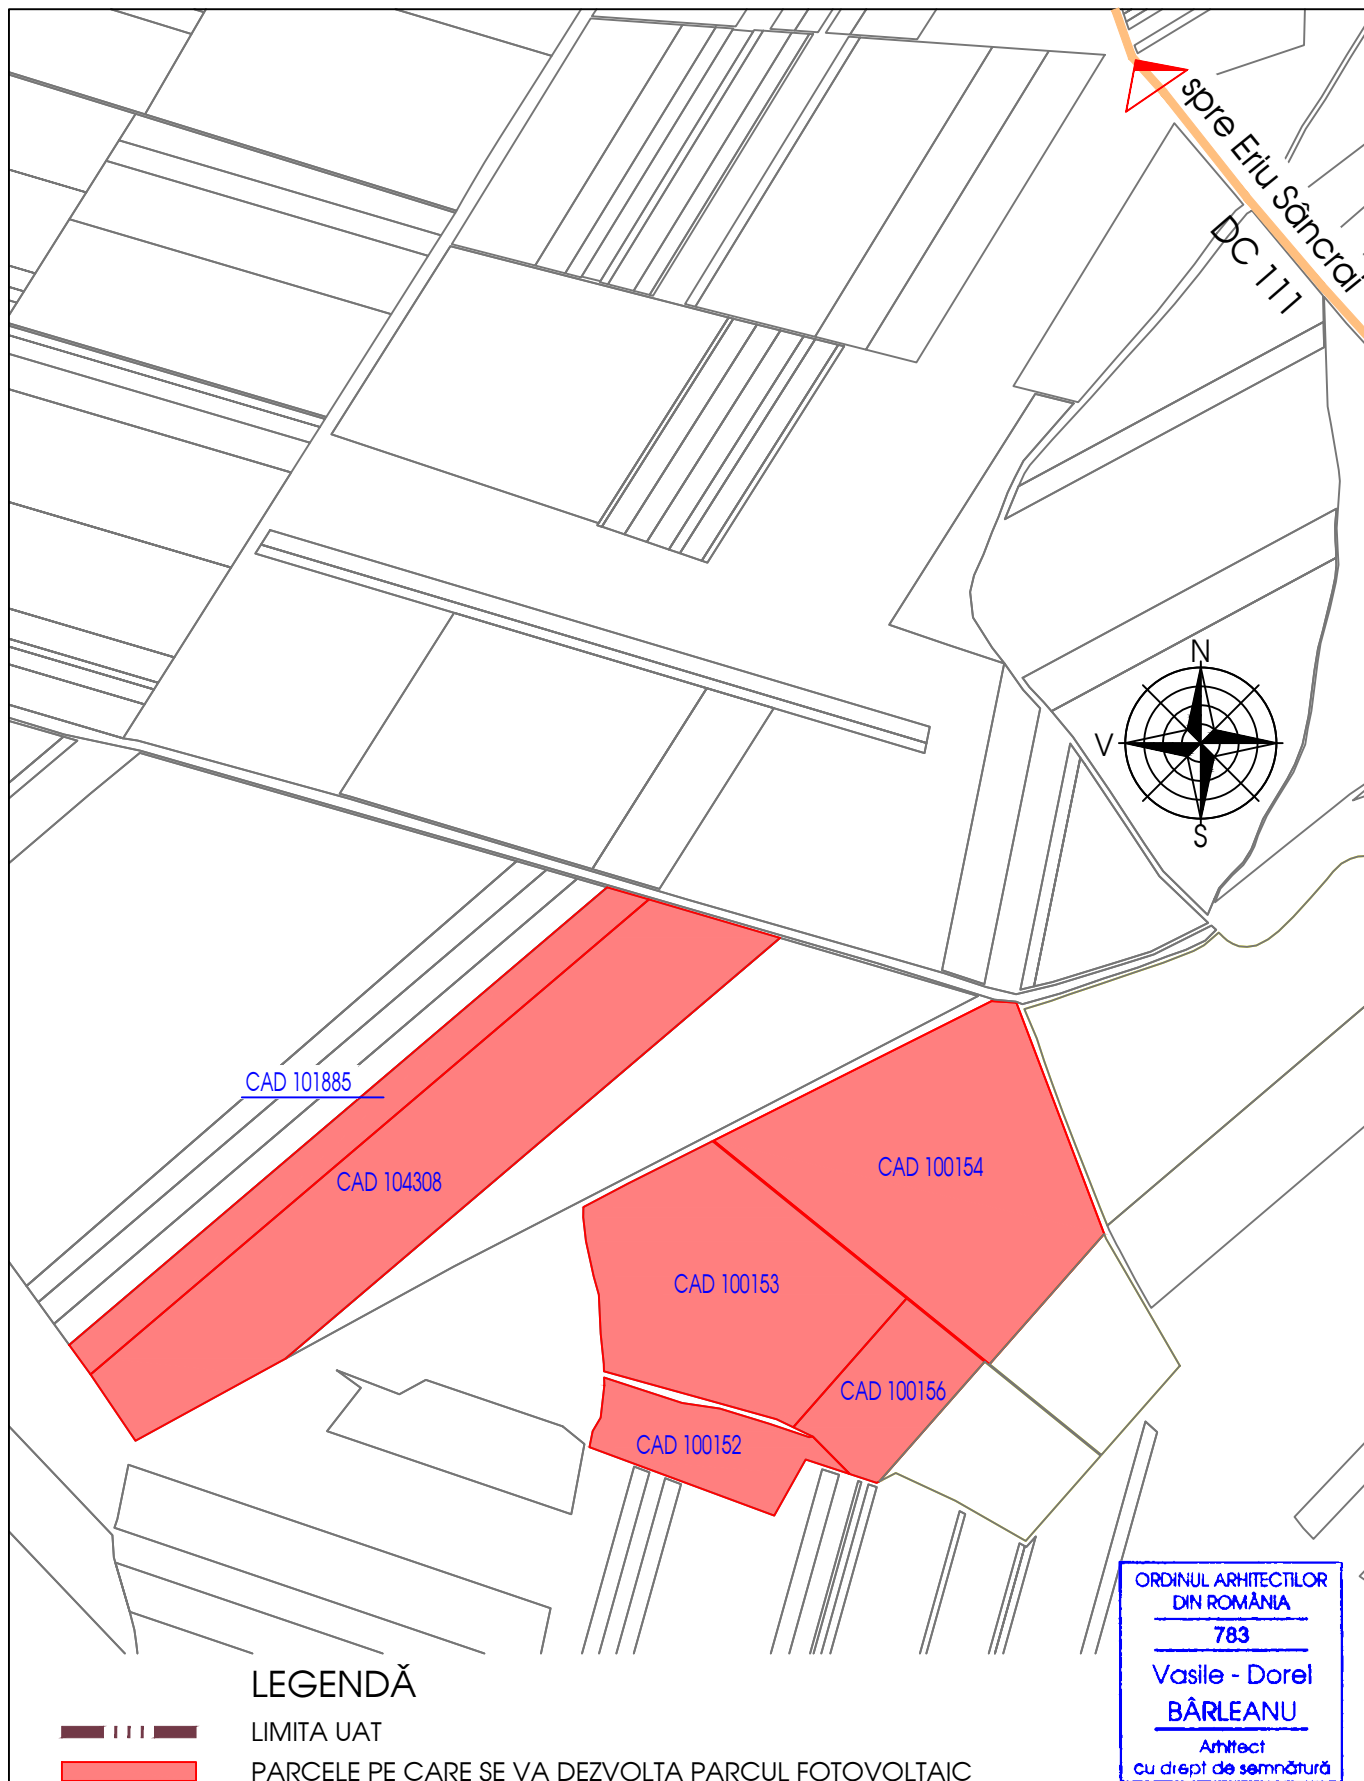 spre Eriu Sâncrai
DC 111
N
V
S
CAD 101885
CAD 104308
CAD 100154
CAD 100153
CAD 100156
CAD 100152
ORDINUL ARHITECTILOR
DIN ROMÂNIA
783
Vasile - Dorel
BÂRLEANU
Arhitect
cu drept de semnătură
LEGENDĂ
LIMITA UAT
PARCELE PE CARE SE VA DEZVOLTA PARCUL FOTOVOLTAIC